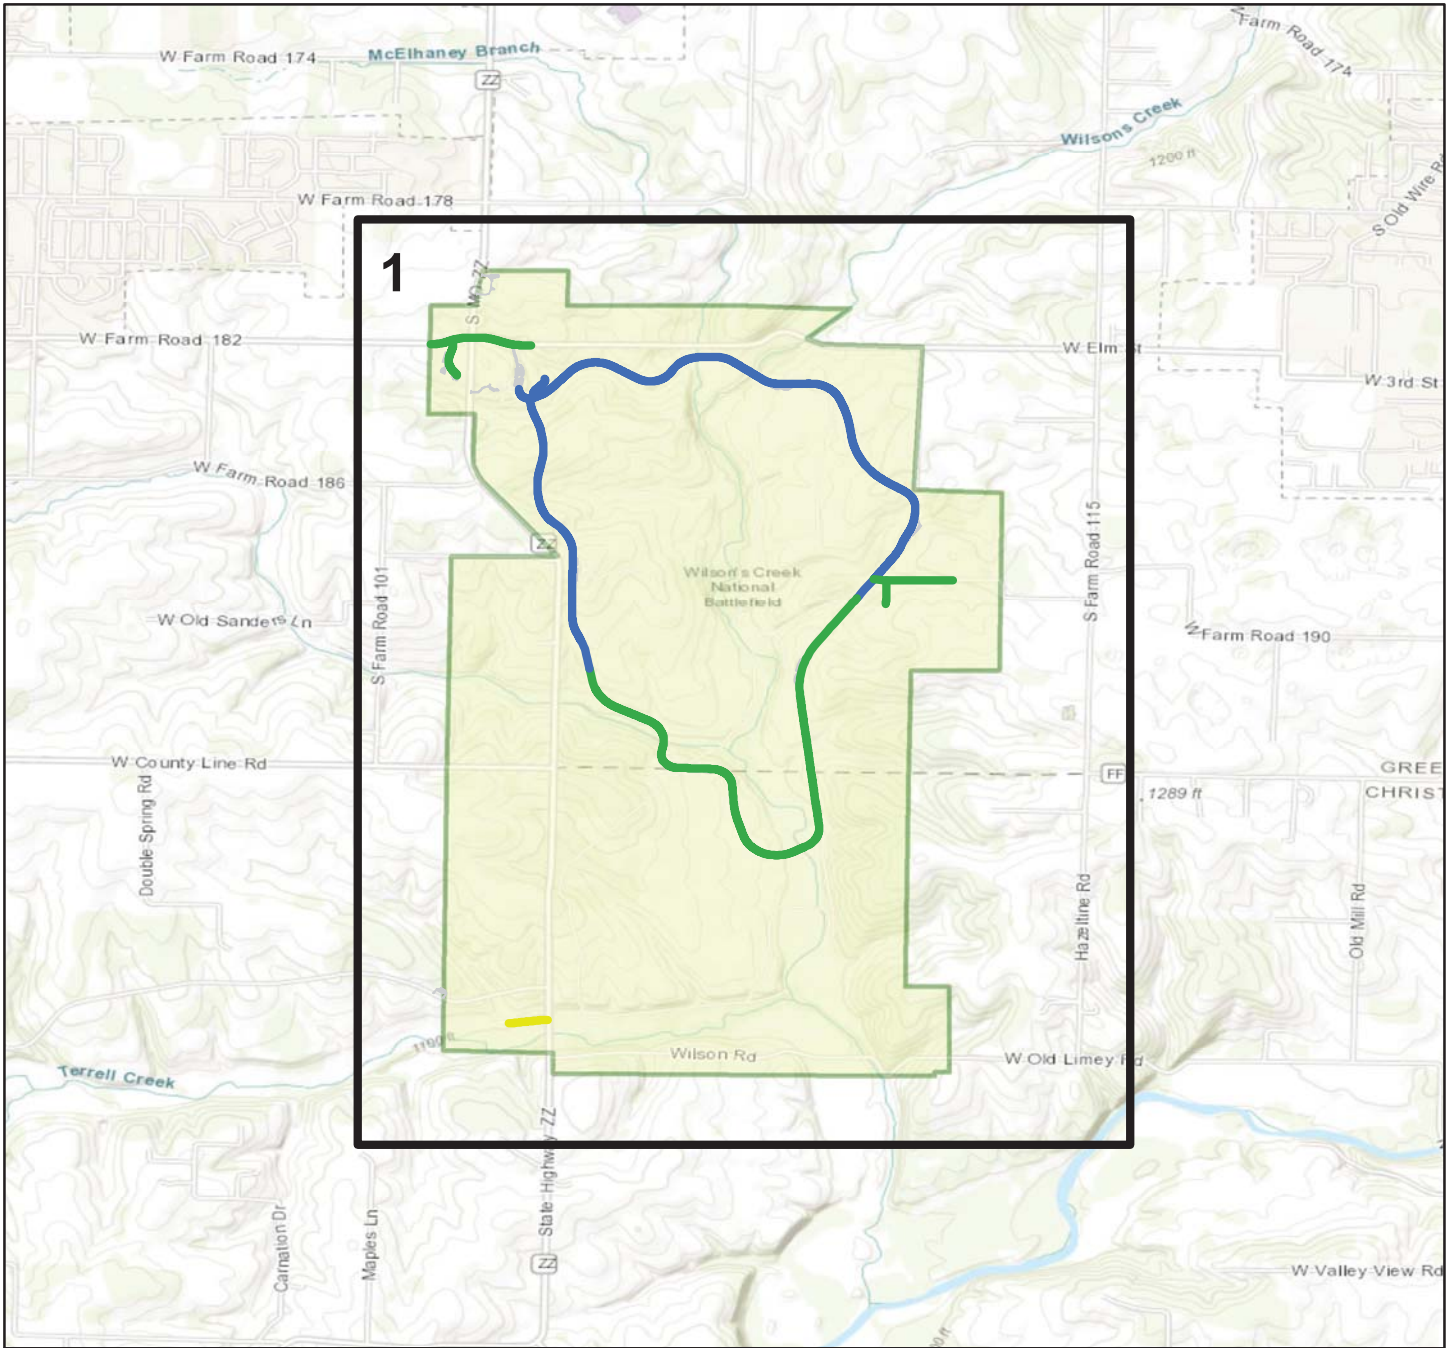 Farm Road 174
W Farm Road 174
McElhaney Branch
ZZ
Wilsons Creek
1200 ft
S Old Wire Rd
W Farm Road 178
1
S MO-ZZ
W Farm Road 182
W Elm St
W 3rd St
W Farm Road 186
ZZ
S Farm Road 115
Wilson's Creek
National
Battlefield
S Farm Road 101
W Old Sanders Ln
W Farm Road 190
W County Line Rd
FF
GREE
CHRIST
1289 ft
Double Spring Rd
Hazeltine Rd
Old Mill Rd
1100 ft
Wilson Rd
W Old Limey Rd
Terrell Creek
State Highway ZZ
Carnation Dr
Maples Ln
ZZ
W Valley View Rd